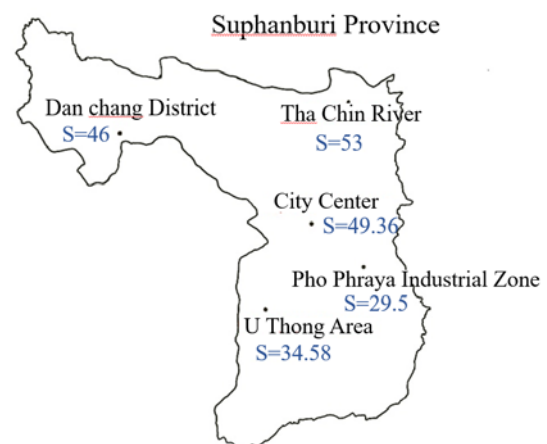 Suphanburi Province
Dan chang District
S=46
Tha Chin River
S=53
City Center
S=49.36
Pho Phraya Industrial Zone
S=29.5
U Thong Area
S=34.58